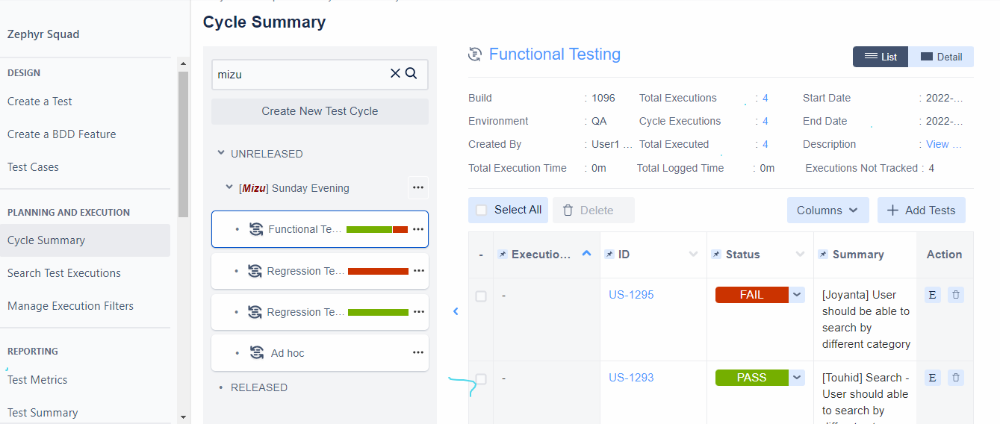 Cycle Summary
Zephyr Squad
DESIGN
Create a Test
Create a BDD Feature
Test Cases
PLANNING AND EXECUTION
Cycle Summary
Search Test Executions
Manage Execution Filters
REPORTING
Test Metrics
Test Summary
mizu
Create New Test Cycle
UNRELEASED
[Mizu] Sunday Evening
Functional Te...
Regression Te...
Regression Te...
Ad hoc
RELEASED
Functional Testing
List Detail
Build : 1096 Total Executions : 4 Start Date : 2022-...
Environment : QA Cycle Executions : 4 End Date : 2022-...
Created By : User1 ... Total Executed : 4 Description : View ...
Total Execution Time : 0m Total Logged Time : 0m Executions Not Tracked : 4
Select All Delete Columns Add Tests
- Executio... ID Status Summary Action
- US-1295 FAIL [Joyanta] User E
should be able to
search by
different category
- US-1293 PASS [Touhid] Search - E
User should able
to search by